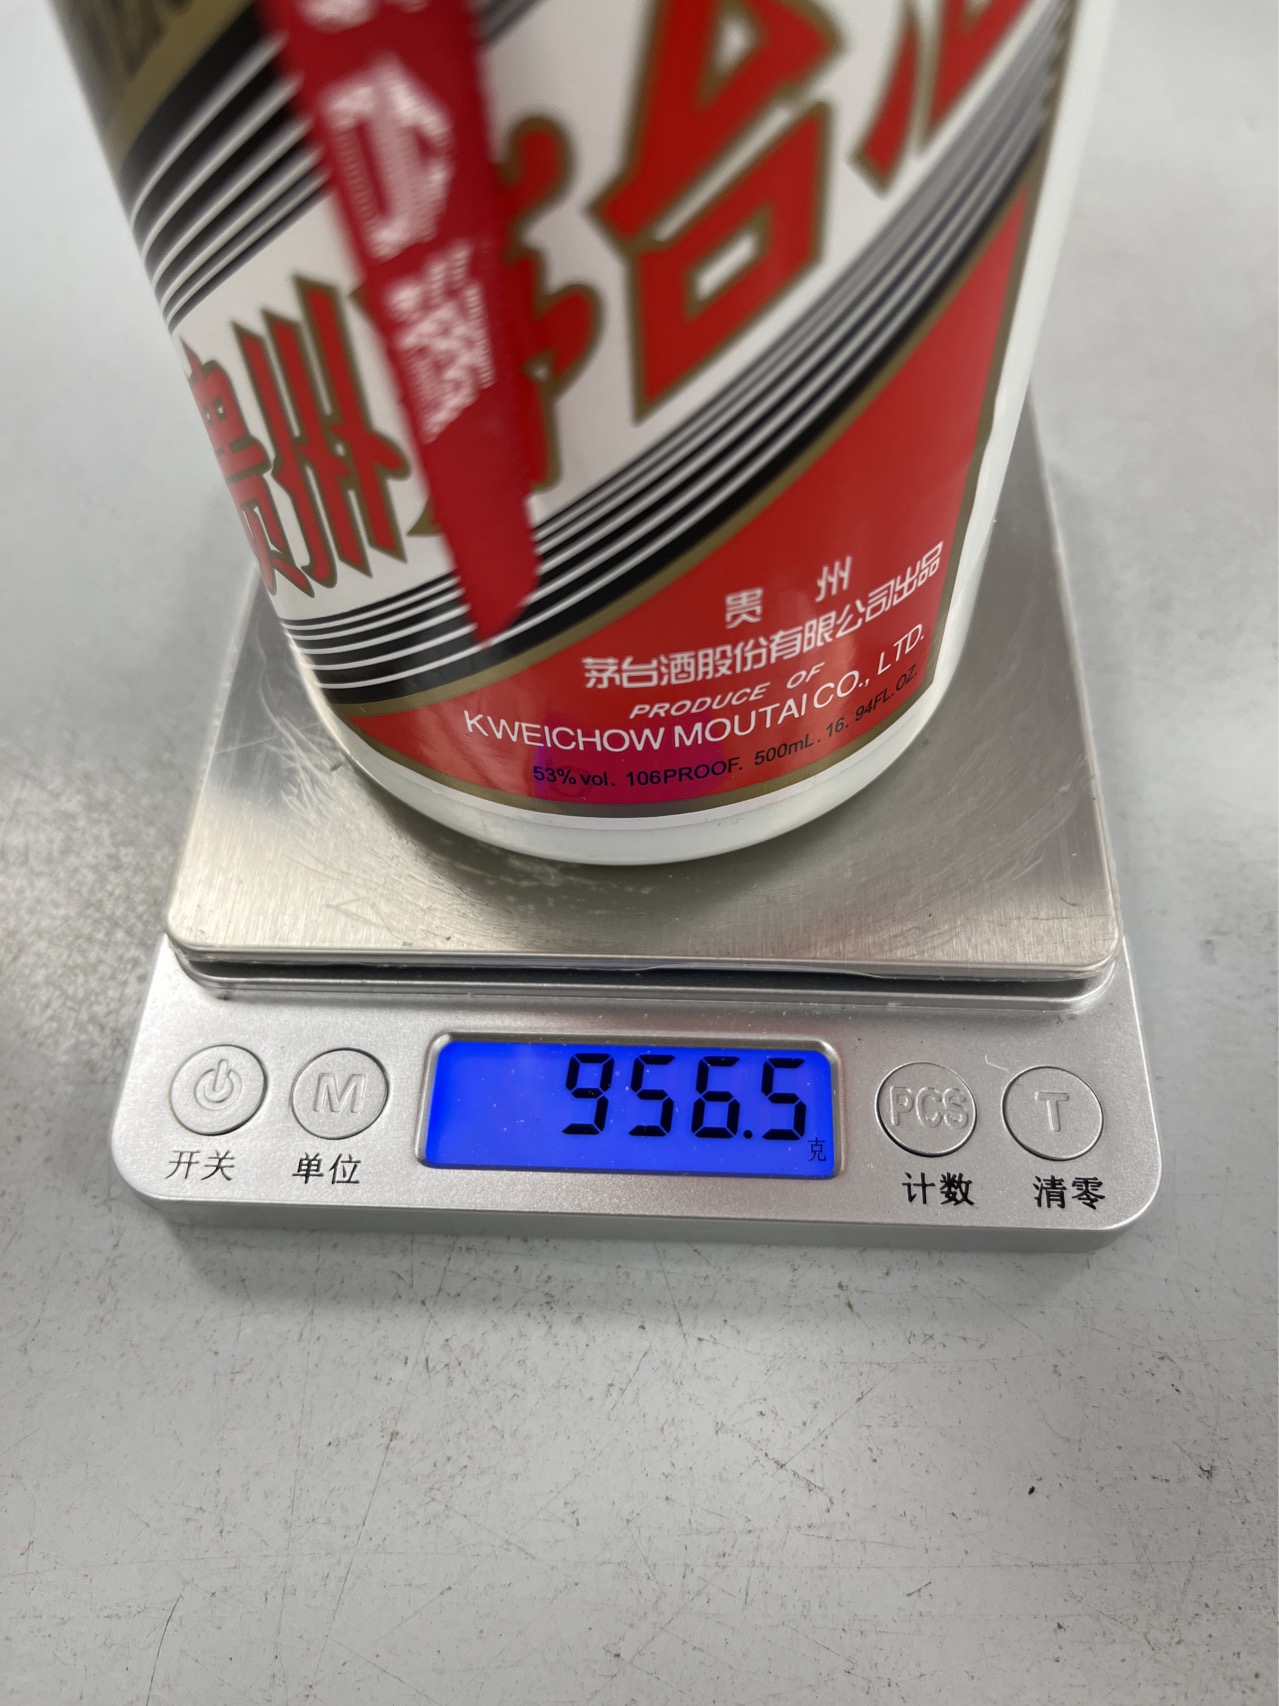 贵州
台
贵 州
茅台酒股份有限公司出品
PRODUCE OF
KWEICHOW MOUTAI CO., LTD.
53% vol. 106PROOF. 500mL. 16. 94FL.OZ.
956.5
克
M
PCS
T
开关
单位
计数
清零